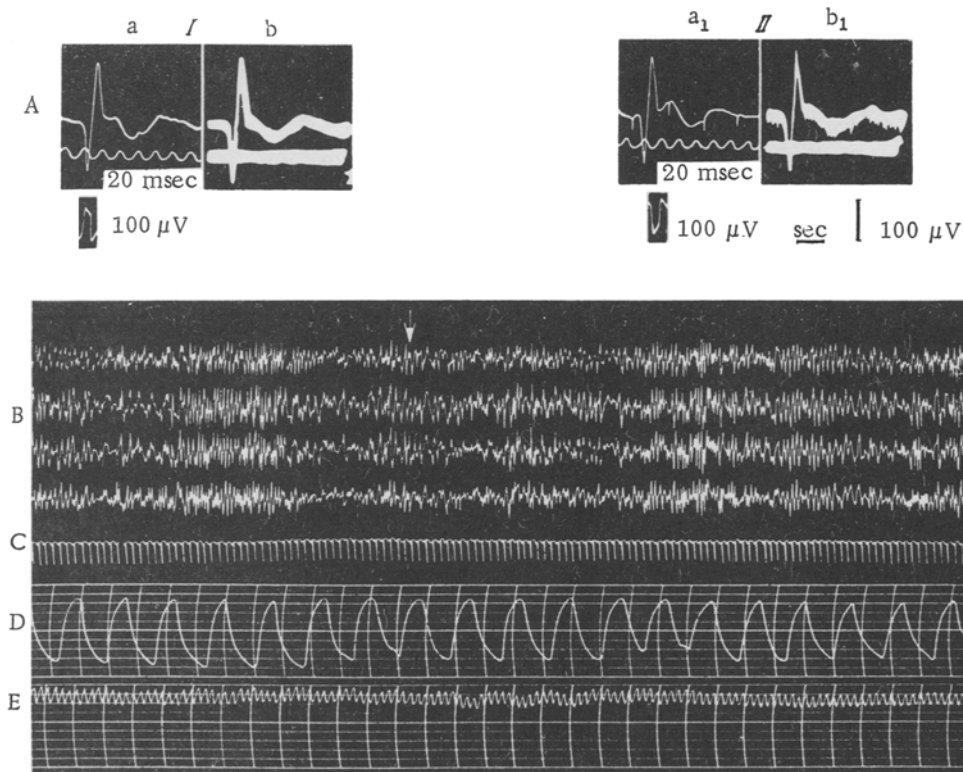 a I b
a₁ II b₁
A
20 msec
20 msec
100 μV
100 μV sec 100 μV
B
C
D
E